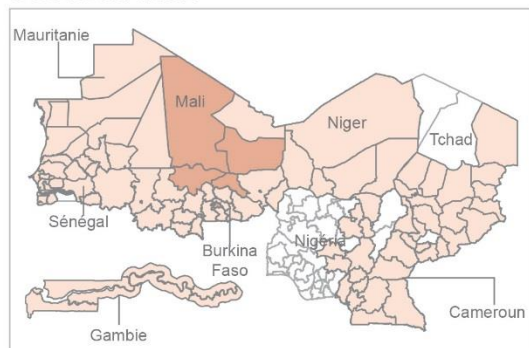 Mauritanie
Mali
Niger
Tchad
Sénégal
Nigéria
Burkina
Faso
Cameroun
Gambie